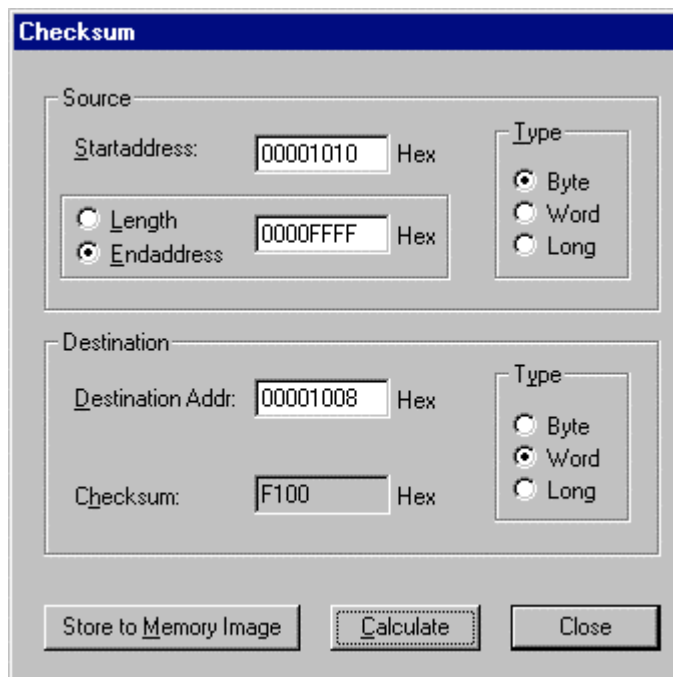 Checksum
Source
Startaddress: 00001010 Hex
Type
Byte
Word
Long
Length
Endaddress
0000FFFF Hex
Destination
Destination Addr: 00001008 Hex
Type
Byte
Word
Long
Checksum: F100 Hex
Store to Memory Image Calculate Close